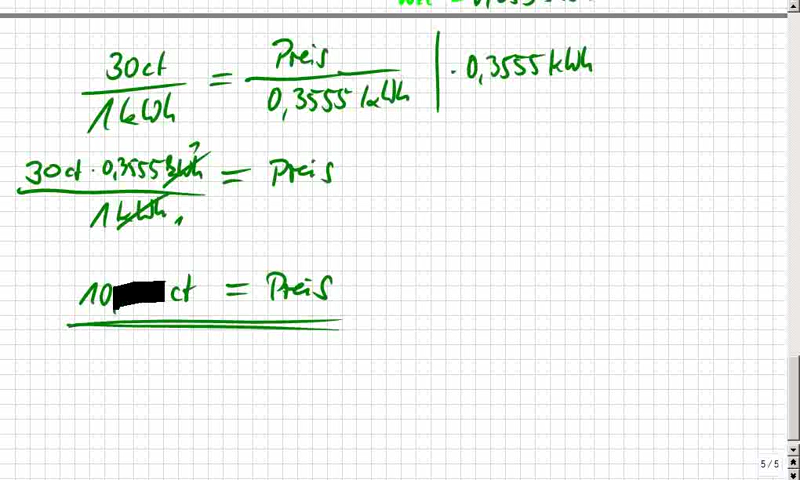 30ct / 1kWh = Preis / 0,3555 kWh | · 0,3555 kWh
30ct · 0,3555 kWh / 1 kWh = Preis
10 ct = Preis
5/5